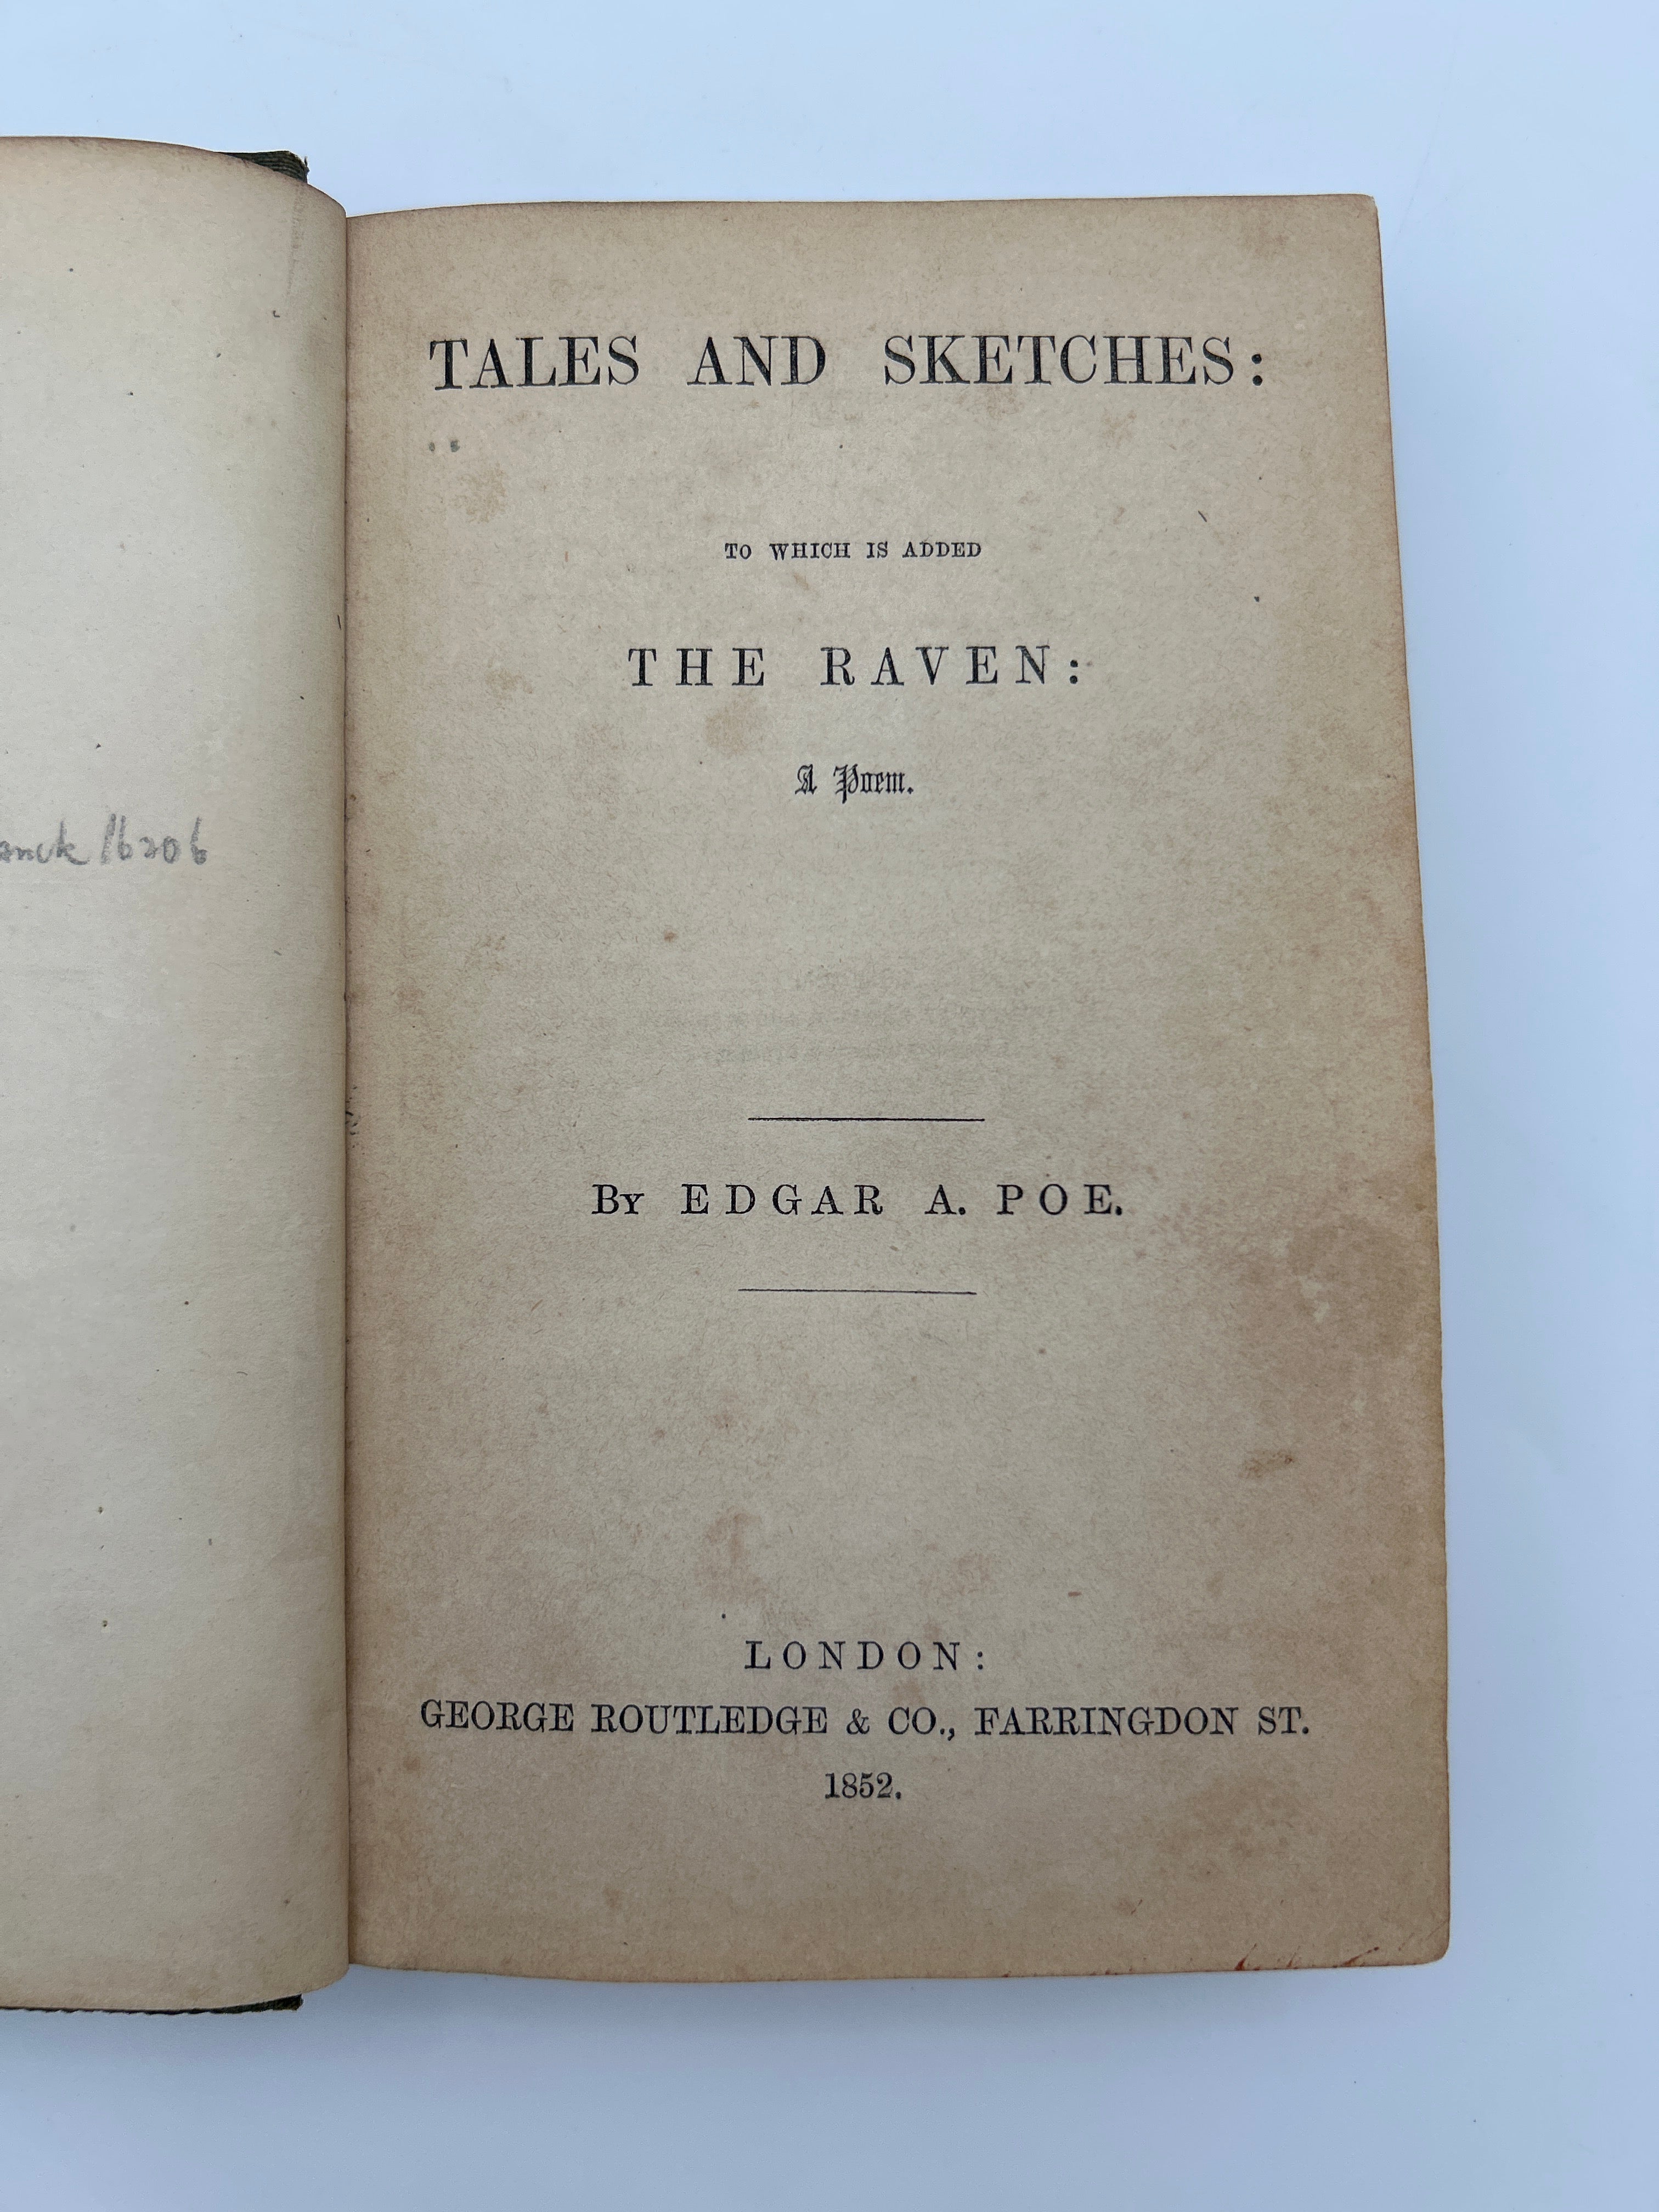 16206
TALES AND SKETCHES:
TO WHICH IS ADDED
THE RAVEN:
A Poem.
By EDGAR A. POE.
LONDON:
GEORGE ROUTLEDGE & CO., FARRINGDON ST.
1852.